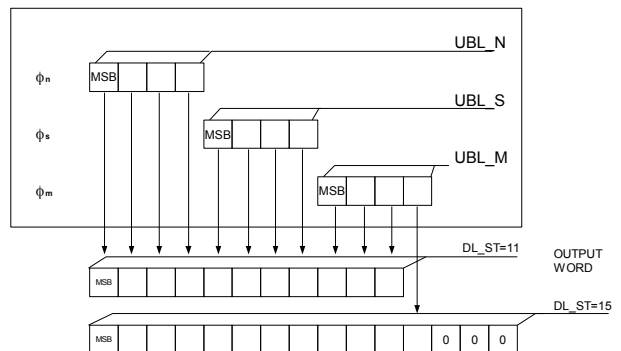 UBL_N
ϕn MSB
UBL_S
ϕs MSB
UBL_M
ϕm MSB
DL_ST=11
OUTPUT
WORD
MSB
DL_ST=15
MSB 0 0 0